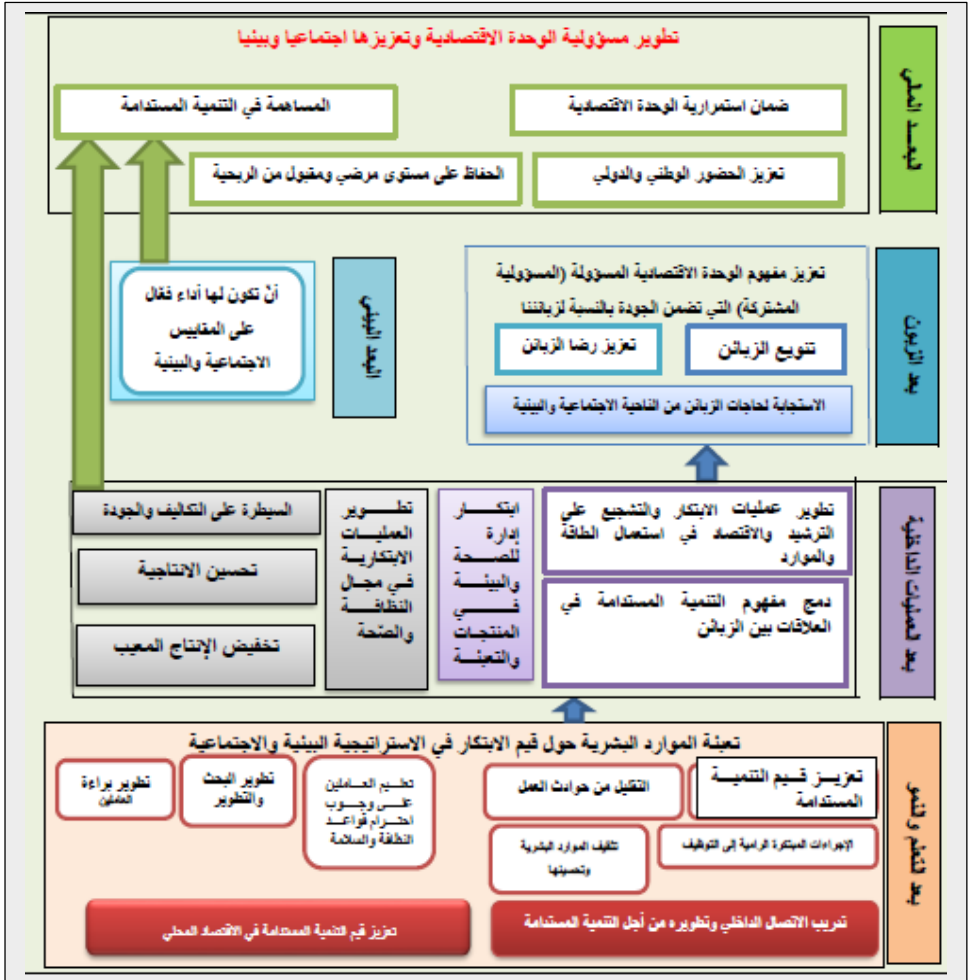 تطوير مسؤولية الوحدة الاقتصادية وتعزيزها اجتماعيا وبيئيا
البعد المالي
ضمان استمرارية الوحدة الاقتصادية
المساهمة في التنمية المستدامة
تعزيز الحضور الوطني والدولي
الحفاظ على مستوى مرضي ومقبول من الربحية
بعد الزبون
تعزيز مفهوم الوحدة الاقتصادية المسؤولة (المسؤولية
المشتركة) التي تضمن الجودة بالنسبة لزبائننا
تنويع الزبائن
تعزيز رضا الزبائن
الاستجابة لحاجات الزبائن من الناحية الاجتماعية والبيئية
البعد البيئي
أنْ تكون لها أداء فعّال
على المقاييس
الاجتماعية والبيئية
بعد العمليات الداخلية
تطوير عمليات الابتكار والتشجيع على
الترشيد والاقتصاد في استعمال الطاقة
والموارد
دمج مفهوم التنمية المستدامة في
العلاقات بين الزبائن
ابتكار
إدارة
للصحة
والبيئة
في
المنتجات
والتعبئة
تطوير
العمليات
الابتكارية
في مجال
النظافة
والصّحة
السيطرة على التكاليف والجودة
تحسين الانتاجية
تخفيض الإنتاج المعيب
بعد التعلم والنمو
تعبئة الموارد البشرية حول قيم الابتكار في الاستراتيجية البيئية والاجتماعية
تعزيز قيم التنمية
المستدامة
التقليل من حوادث العمل
تعليم العاملين
على وجوب
احترام قواعد
النظافة والسلامة
تطوير البحث
والتطوير
تطوير براءة
العاملين
الإجراءات المبتكرة الرامية إلى التوظيف
تثقيف الموارد البشرية
وتحسينها
تدريب الاتصال الداخلي وتطويره من أجل التنمية المستدامة
تعزيز قيم التنمية المستدامة في الاقتصاد المحلي